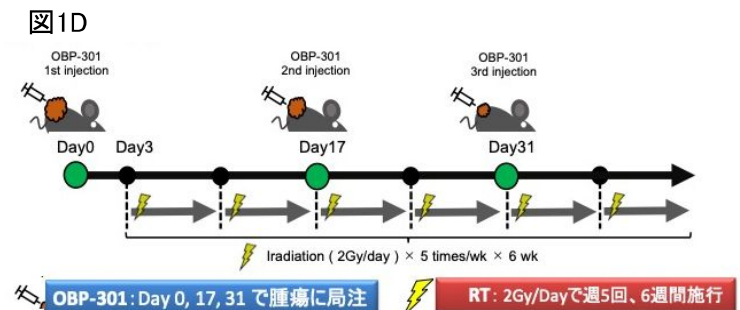 図1D
OBP-301
1st injection
OBP-301
2nd injection
OBP-301
3rd injection
Day0
Day3
Day17
Day31
Irradiation ( 2Gy/day ) × 5 times/wk × 6 wk
OBP-301:Day 0, 17, 31 で腫瘍に局注
RT: 2Gy/Dayで週5回、6週間施行